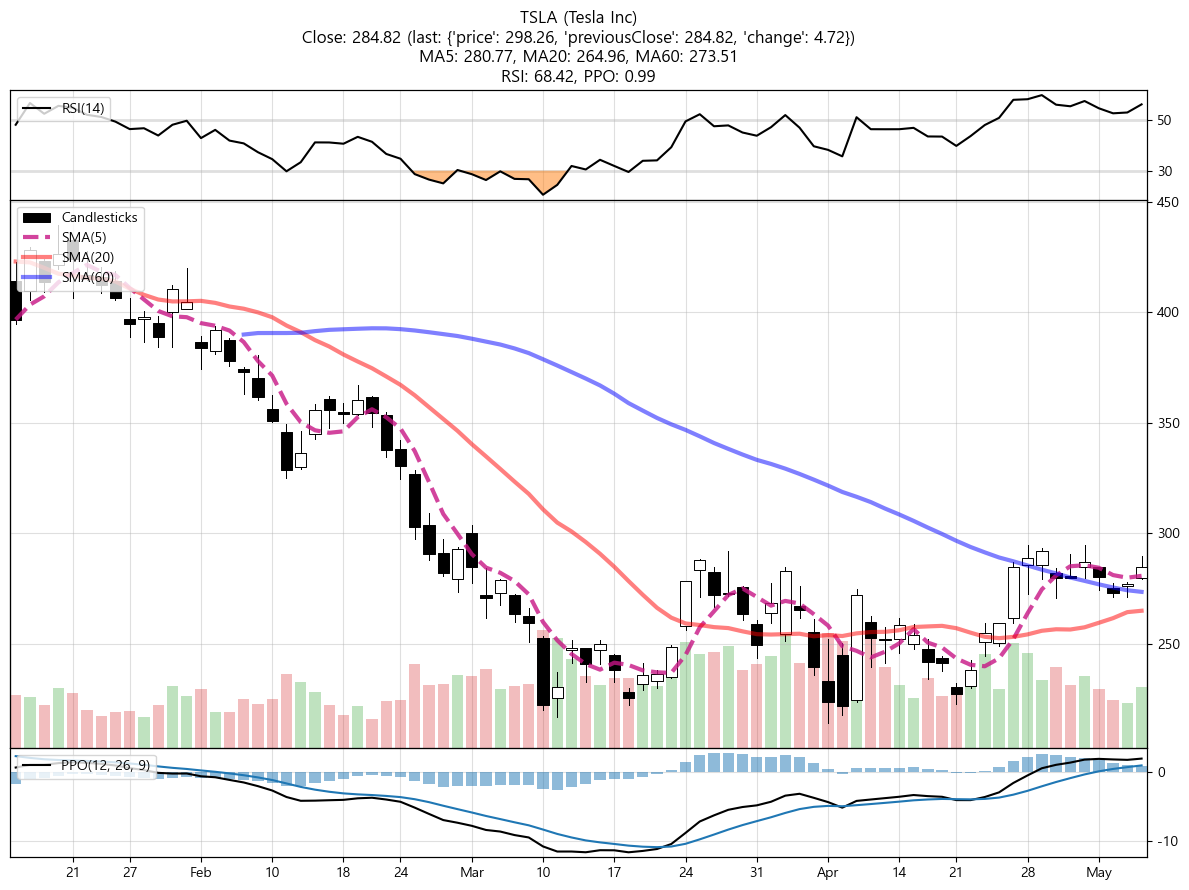 TSLA (Tesla Inc)
Close: 284.82 (last: {'price': 298.26, 'previousClose': 284.82, 'change': 4.72})
MA5: 280.77, MA20: 264.96, MA60: 273.51
RSI: 68.42, PPO: 0.99
RSI(14)
50
30
450
Candlesticks
SMA(5)
SMA(20)
SMA(60)
400
350
300
250
PPO(12, 26, 9)
0
-10
21 27 Feb 10 18 24 Mar 10 17 24 31 Apr 14 21 28 May